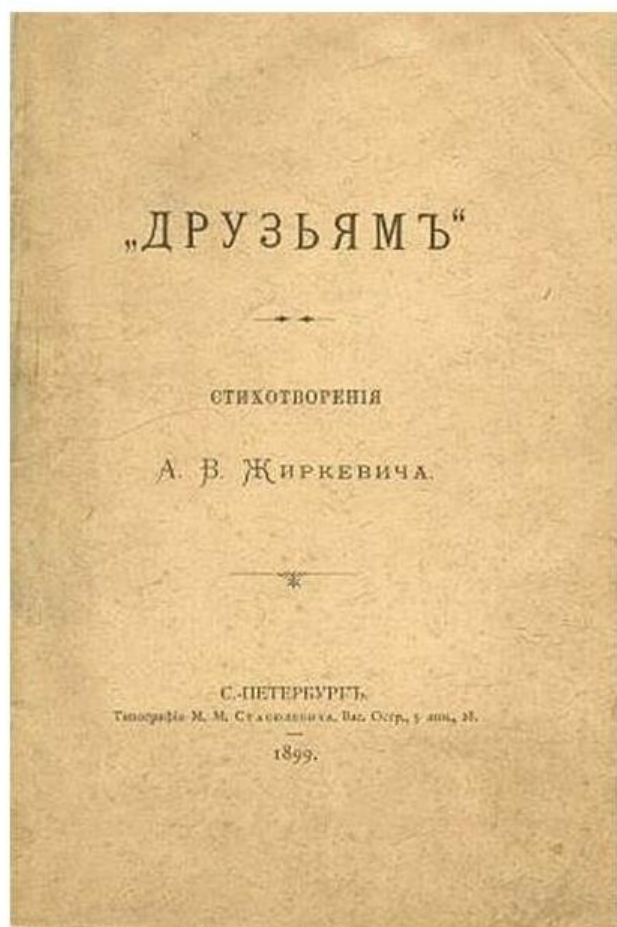 „ДРУЗЬЯМЪ“
СТИХОТВОРЕНІЯ
А. В. ЖИРКЕВИЧА.
С.-ПЕТЕРБУРГЪ.
Типографія М. М. Стасюлевича, Вас. Остр., 5 лин., 28.
1899.